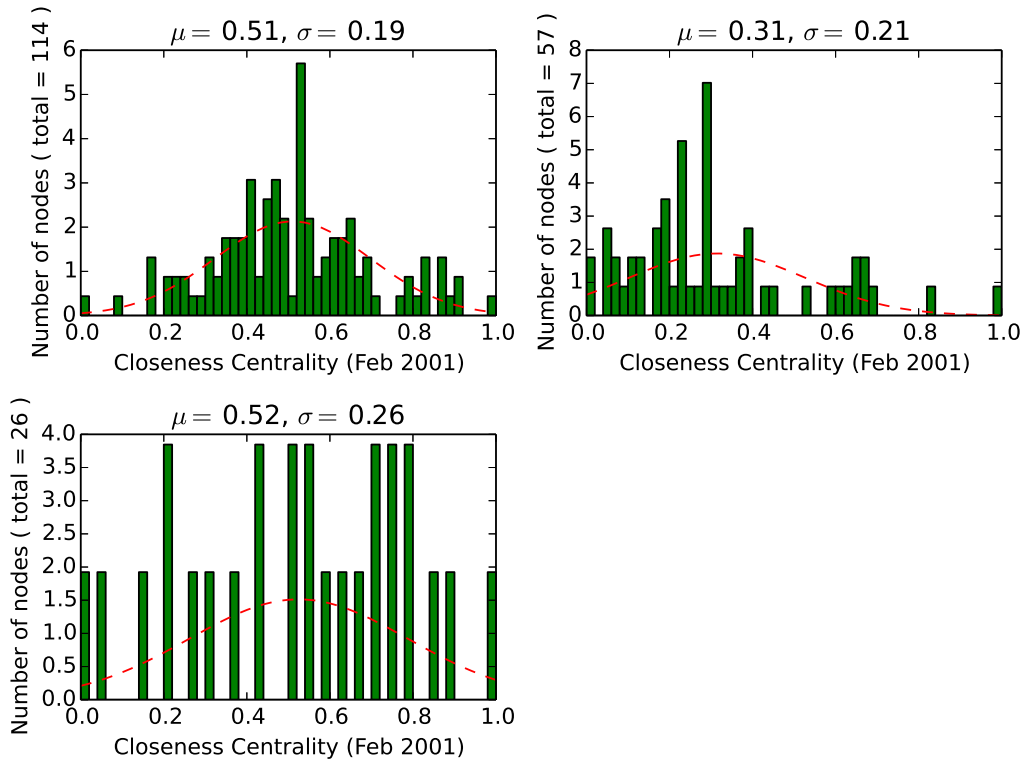 μ = 0.51, σ = 0.19
Number of nodes ( total = 114 )
6
5
4
3
2
1
0
0.0 0.2 0.4 0.6 0.8 1.0
Closeness Centrality (Feb 2001)
μ = 0.31, σ = 0.21
Number of nodes ( total = 57 )
8
7
6
5
4
3
2
1
0
0.0 0.2 0.4 0.6 0.8 1.0
Closeness Centrality (Feb 2001)
μ = 0.52, σ = 0.26
Number of nodes ( total = 26 )
4.0
3.5
3.0
2.5
2.0
1.5
1.0
0.5
0.0
0.0 0.2 0.4 0.6 0.8 1.0
Closeness Centrality (Feb 2001)